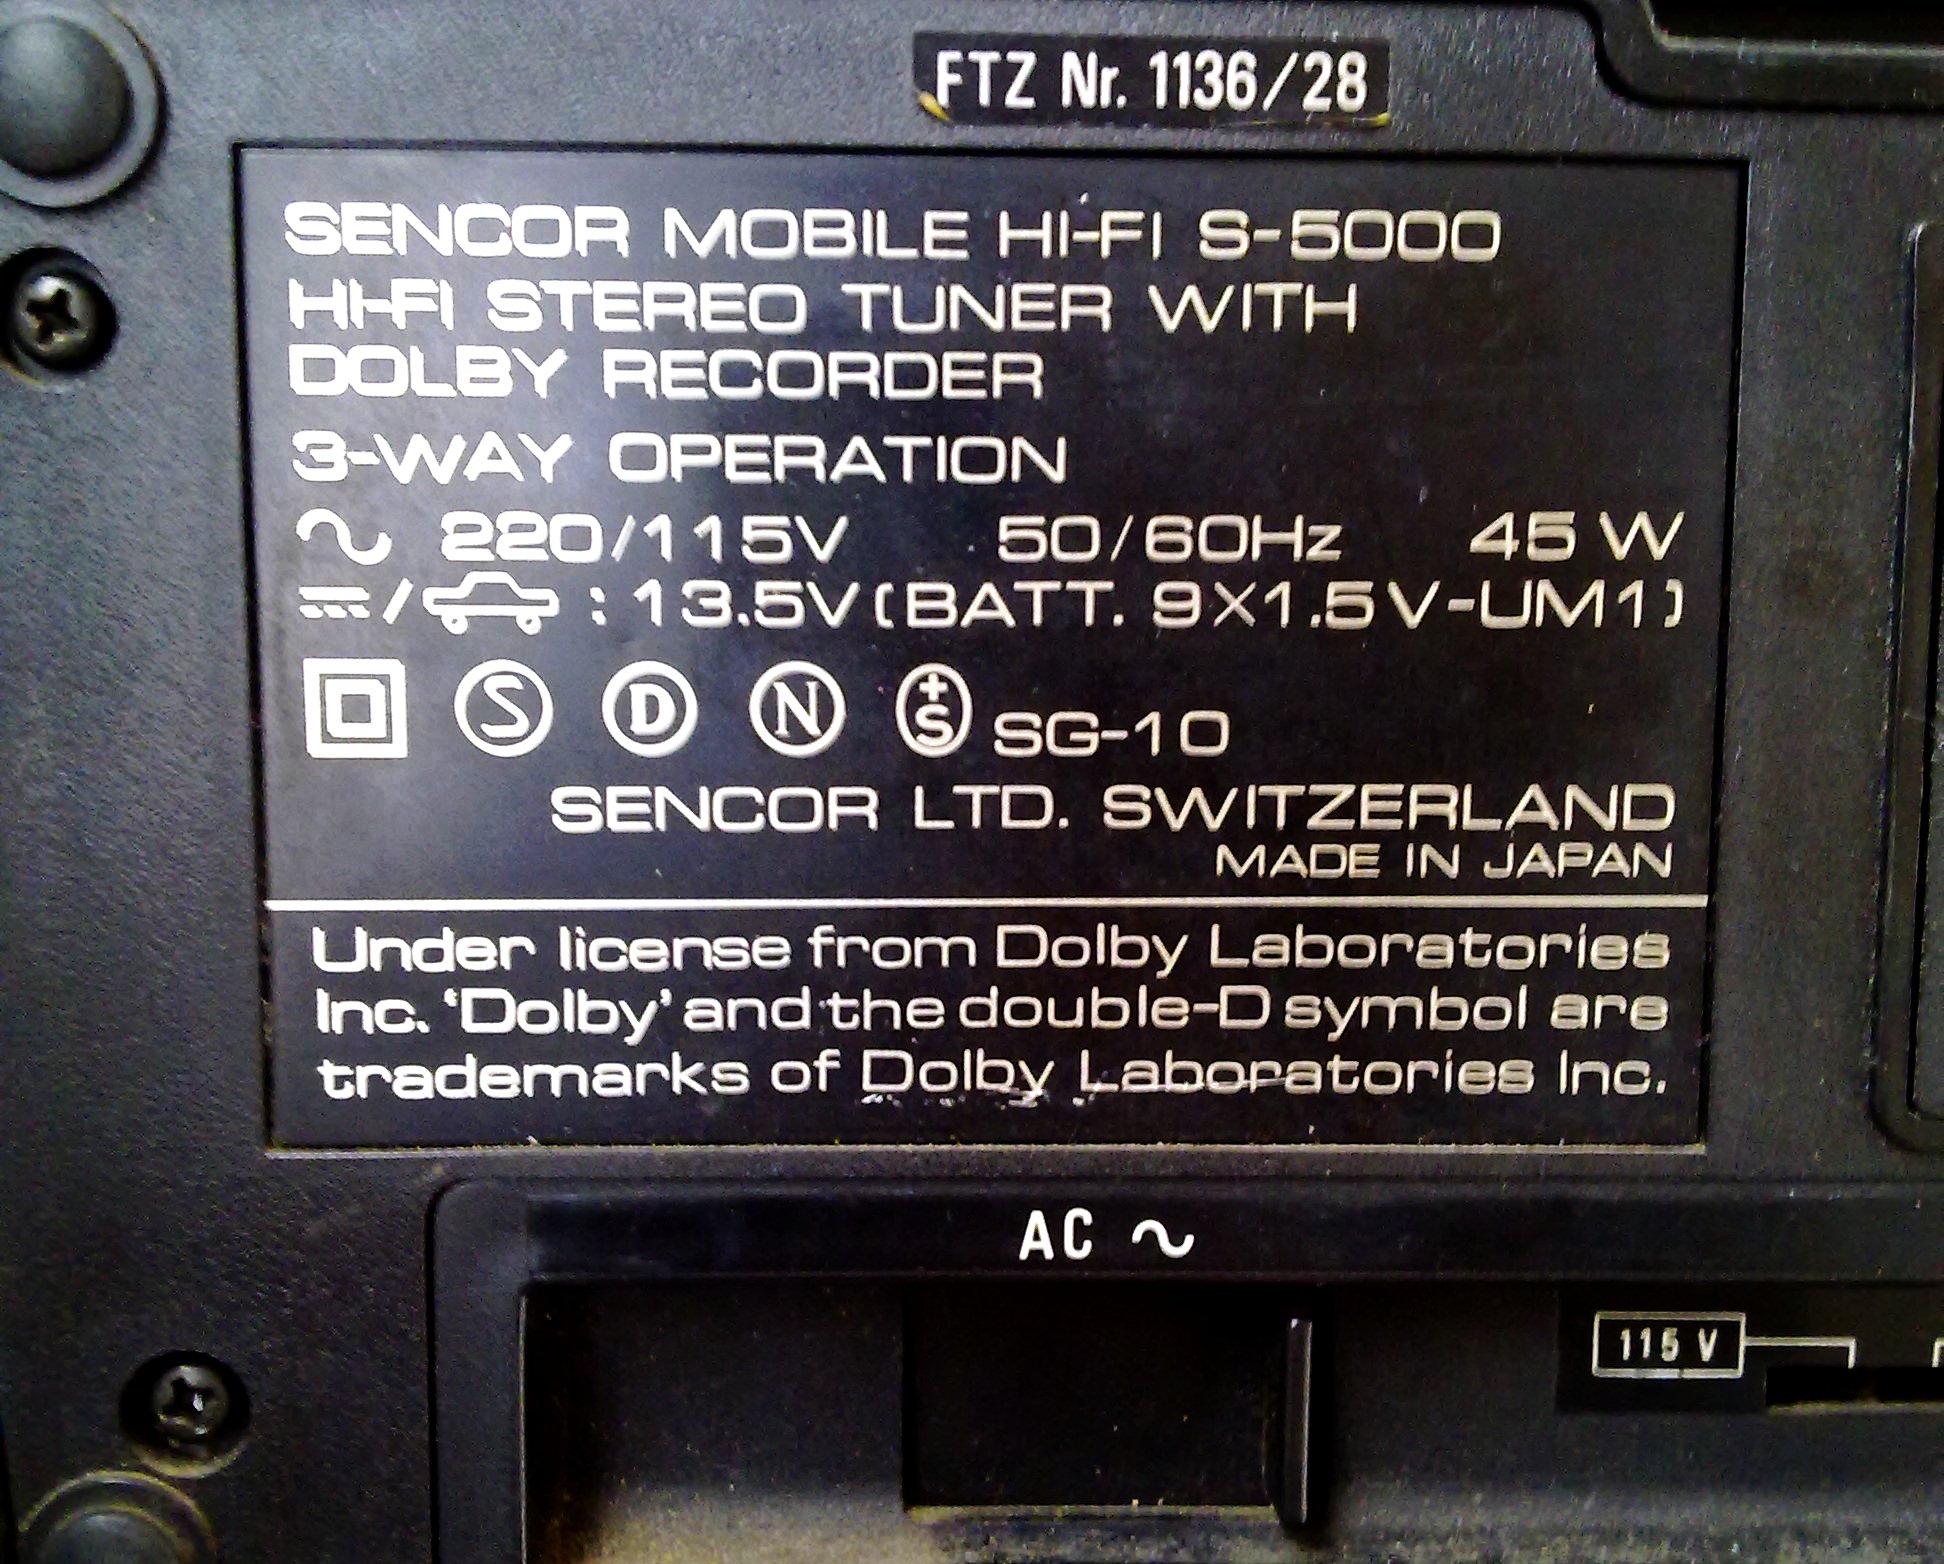 FTZ Nr. 1136/28
SENCOR MOBILE HI-FI S-5000
HI-FI STEREO TUNER WITH
DOLBY RECORDER
3-WAY OPERATION
∿ 220/115V 50/60Hz 45 W
⎓/ : 13.5V (BATT. 9X1.5V-UM1)
S D N +S SG-10
SENCOR LTD. SWITZERLAND
MADE IN JAPAN
Under license from Dolby Laboratories
Inc. ‘Dolby’ and the double-D symbol are
trademarks of Dolby Laboratories Inc.
AC ∿
115 V